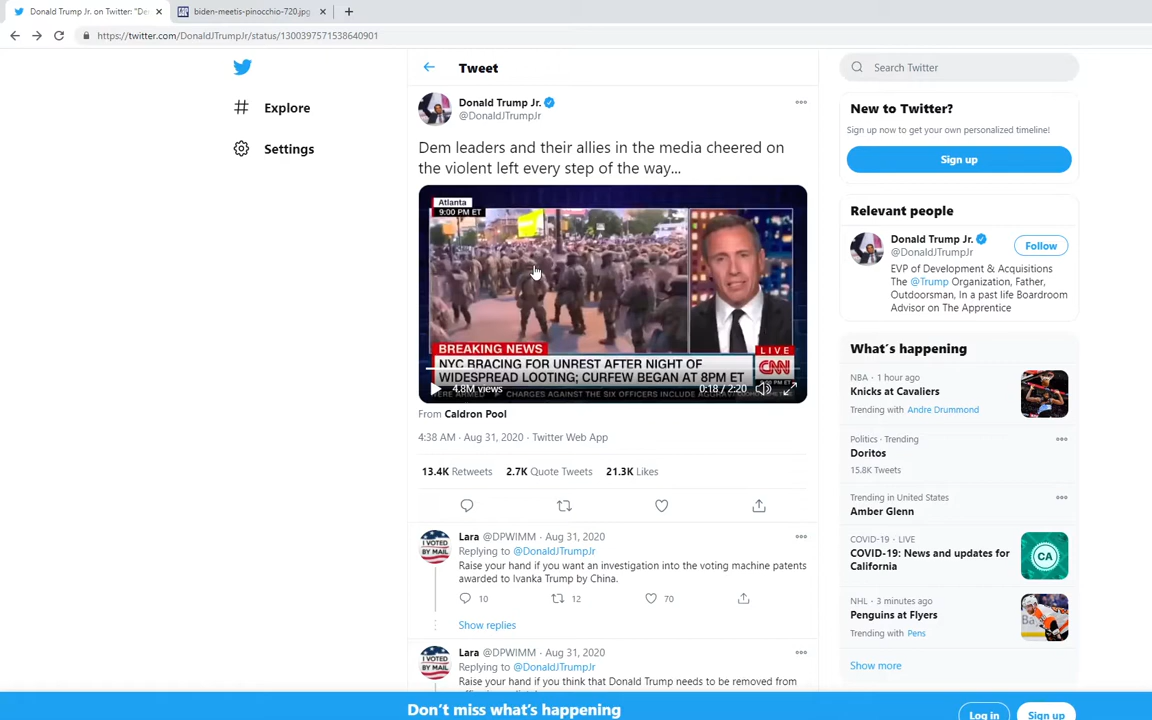 Donald Trump Jr. on Twitter: "De
biden-meetis-pinocchio-720.jpg
https://twitter.com/DonaldJTrumpJr/status/1300397571538640901
Explore
Settings
Tweet
Donald Trump Jr.
@DonaldJTrumpJr
Dem leaders and their allies in the media cheered on
the violent left every step of the way...
Atlanta
9:00 PM ET
BREAKING NEWS
LIVE
NYC BRACING FOR UNREST AFTER NIGHT OF
WIDESPREAD LOOTING; CURFEW BEGAN AT 8PM ET
CNN
4.8M views
0:18 / 2:20
CHARGES AGAINST THE SIX OFFICERS INCLUDE
From Caldron Pool
4:38 AM · Aug 31, 2020 · Twitter Web App
13.4K Retweets 2.7K Quote Tweets 21.3K Likes
Lara @DPWIMM · Aug 31, 2020
Replying to @DonaldJTrumpJr
Raise your hand if you want an investigation into the voting machine patents
awarded to Ivanka Trump by China.
10 12 70
Show replies
Lara @DPWIMM · Aug 31, 2020
Replying to @DonaldJTrumpJr
Raise your hand if you think that Donald Trump needs to be removed from
Search Twitter
New to Twitter?
Sign up now to get your own personalized timeline!
Sign up
Relevant people
Donald Trump Jr.
@DonaldJTrumpJr
Follow
EVP of Development & Acquisitions
The @Trump Organization, Father,
Outdoorsman, In a past life Boardroom
Advisor on The Apprentice
What's happening
NBA · 1 hour ago
Knicks at Cavaliers
Trending with Andre Drummond
Politics · Trending
Doritos
15.8K Tweets
Trending in United States
Amber Glenn
COVID-19 · LIVE
COVID-19: News and updates for
California
CA
NHL · 3 minutes ago
Penguins at Flyers
Trending with Pens
Show more
Don't miss what's happening
Log in
Sign up